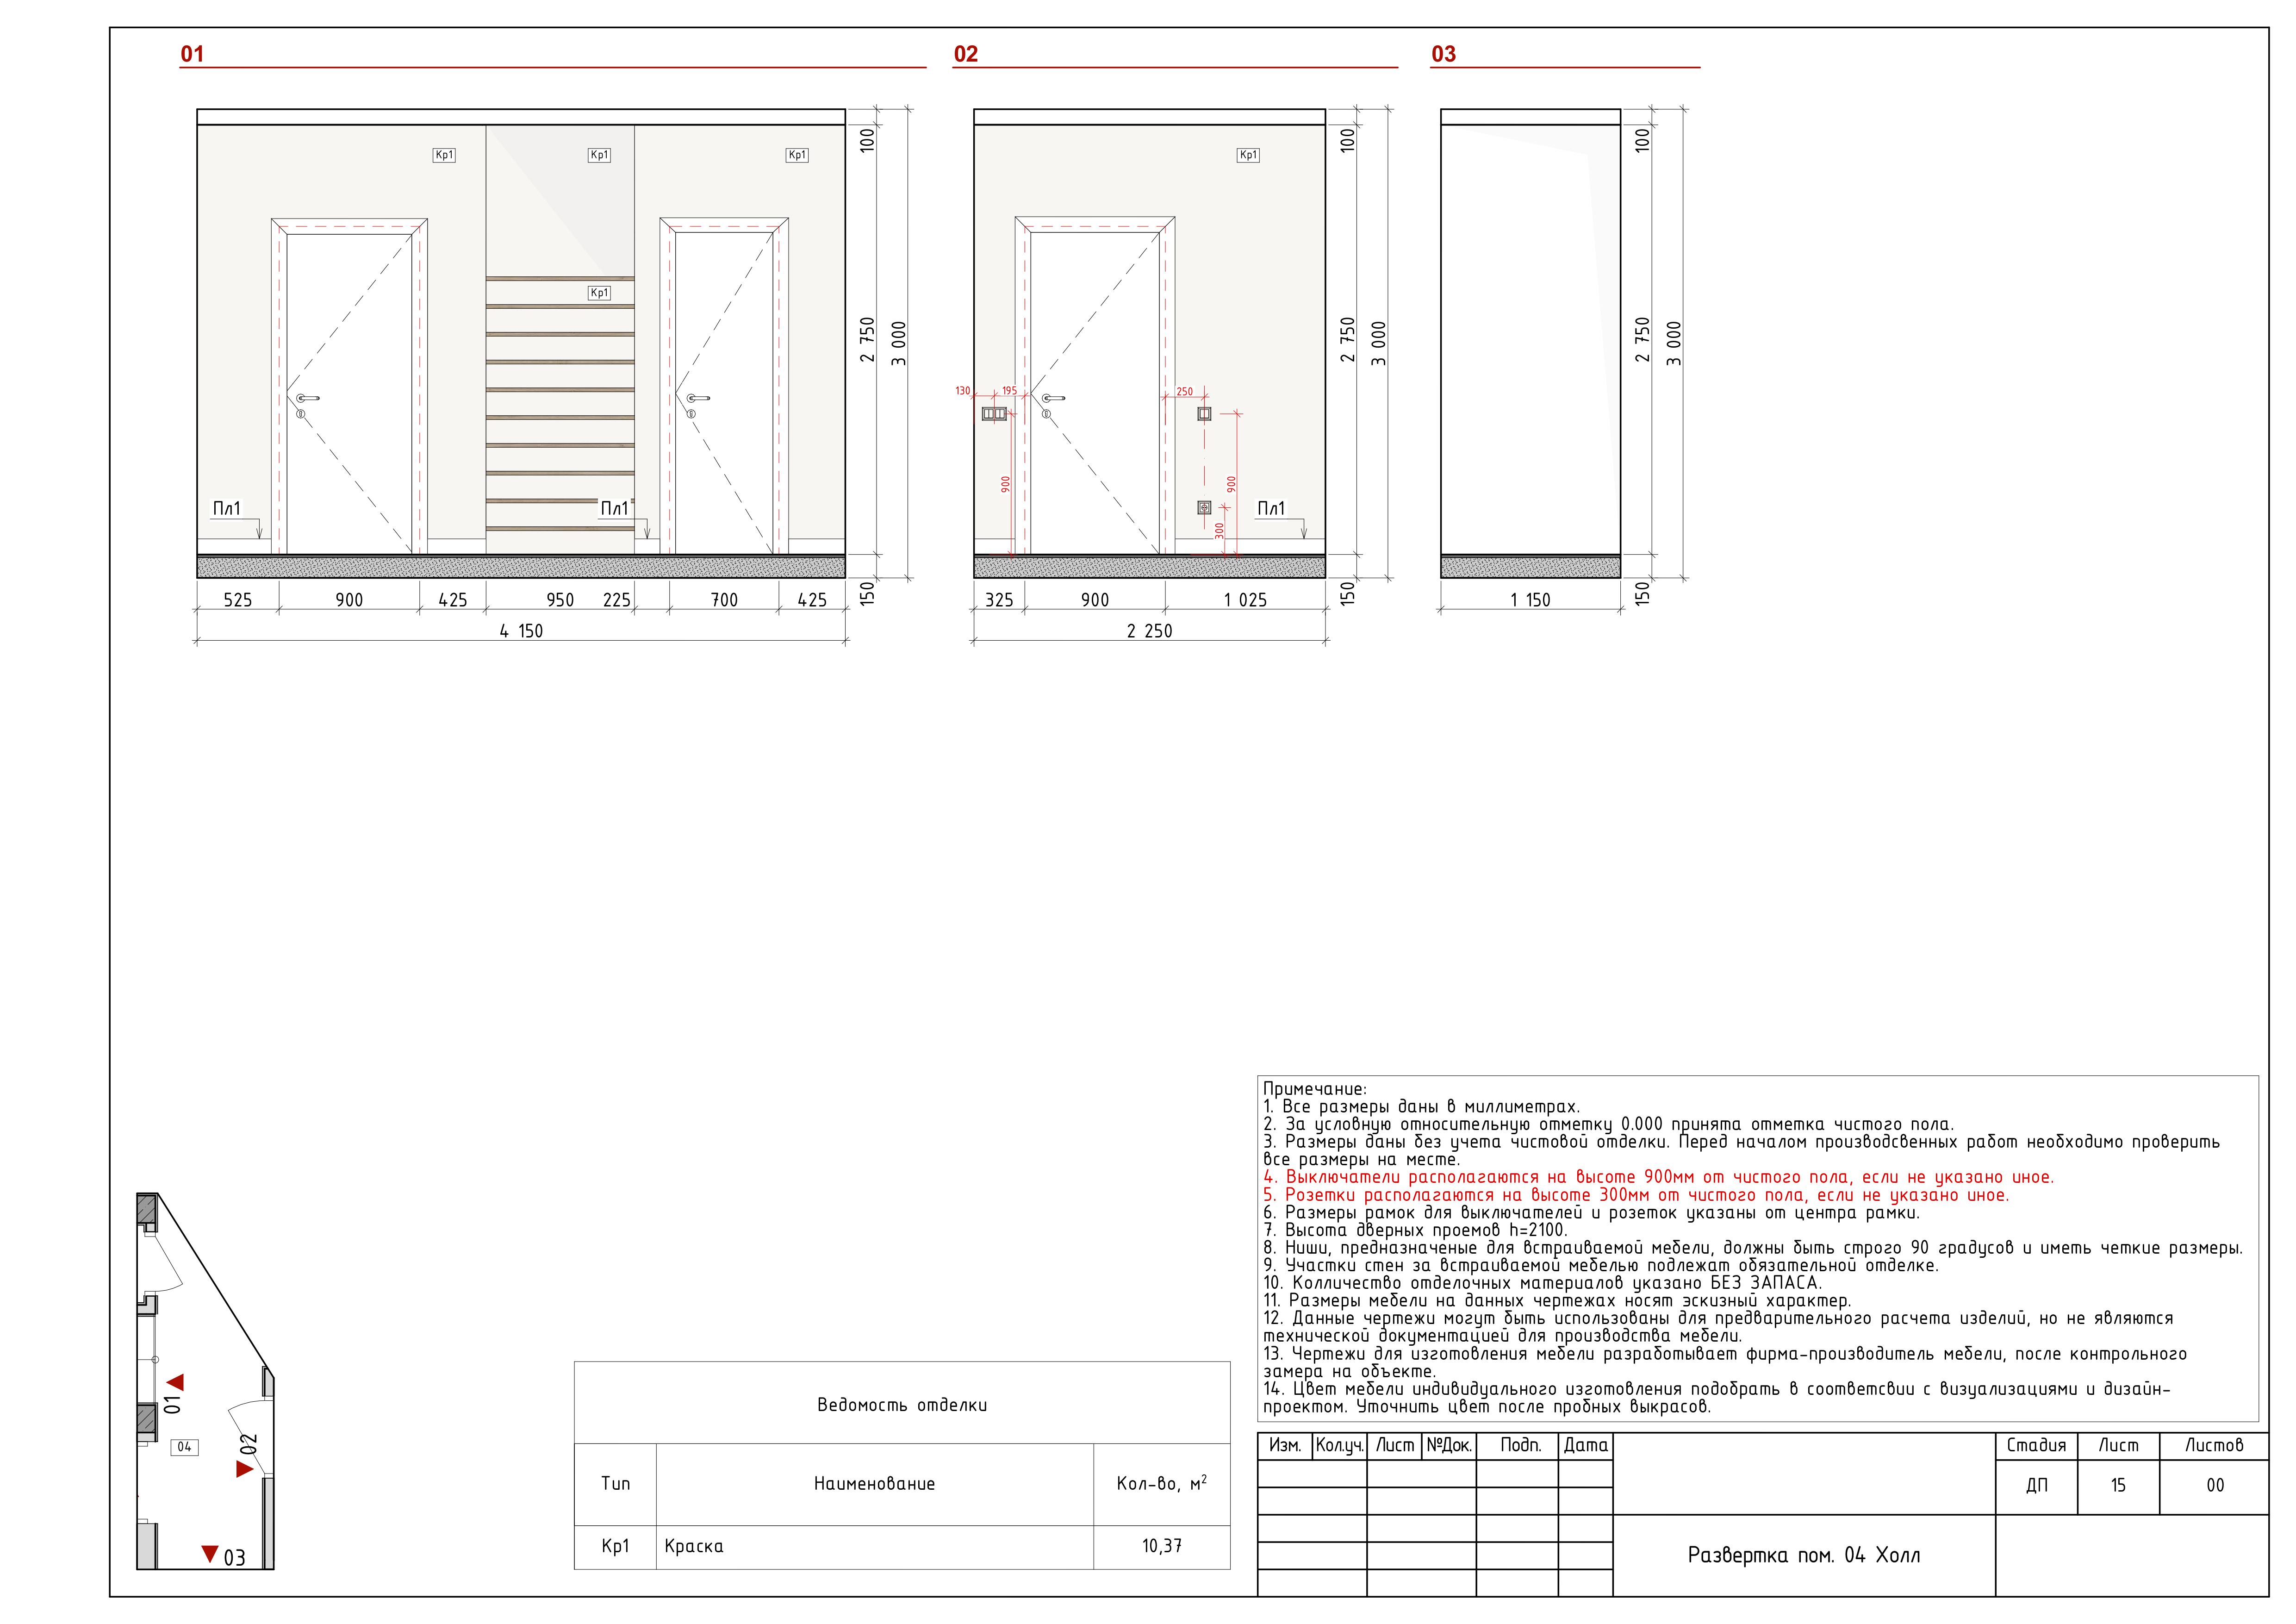 01
02
03
Кр1
Кр1
Кр1
Кр1
Пл1
Пл1
100
2 750
3 000
150
525
900
425
950
225
700
425
4 150
Кр1
130
195
250
900
900
300
Пл1
100
2 750
3 000
150
325
900
1 025
2 250
100
2 750
3 000
150
1 150
Примечание:
1. Все размеры даны в миллиметрах.
2. За условную относительную отметку 0.000 принята отметка чистого пола.
3. Размеры даны без учета чистовой отделки. Перед началом производсвенных работ необходимо проверить
все размеры на месте.
4. Выключатели располагаются на высоте 900мм от чистого пола, если не указано иное.
5. Розетки располагаются на высоте 300мм от чистого пола, если не указано иное.
6. Размеры рамок для выключателей и розеток указаны от центра рамки.
7. Высота дверных проемов h=2100.
8. Ниши, предназначеные для встраиваемой мебели, должны быть строго 90 градусов и иметь четкие размеры.
9. Участки стен за встраиваемой мебелью подлежат обязательной отделке.
10. Колличество отделочных материалов указано БЕЗ ЗАПАСА.
11. Размеры мебели на данных чертежах носят эскизный характер.
12. Данные чертежи могут быть использованы для предварительного расчета изделий, но не являются
технической документацией для производства мебели.
13. Чертежи для изготовления мебели разработывает фирма-производитель мебели, после контрольного
замера на объекте.
14. Цвет мебели индивидуального изготовления подобрать в соответсвии с визуализациями и дизайн-
проектом. Уточнить цвет после пробных выкрасов.
01
02
04
03
Ведомость отделки
Тип Наименование Кол-во, м²
Кр1 Краска 10,37
Изм. Кол.уч. Лист №Док. Подп. Дата
Стадия Лист Листов
ДП 15 00
Развертка пом. 04 Холл